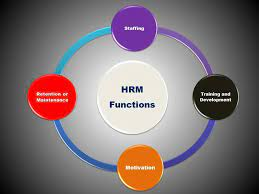 Staffing
HRM
Functions
Retention or
Maintenance
Training and
Development
Motivation